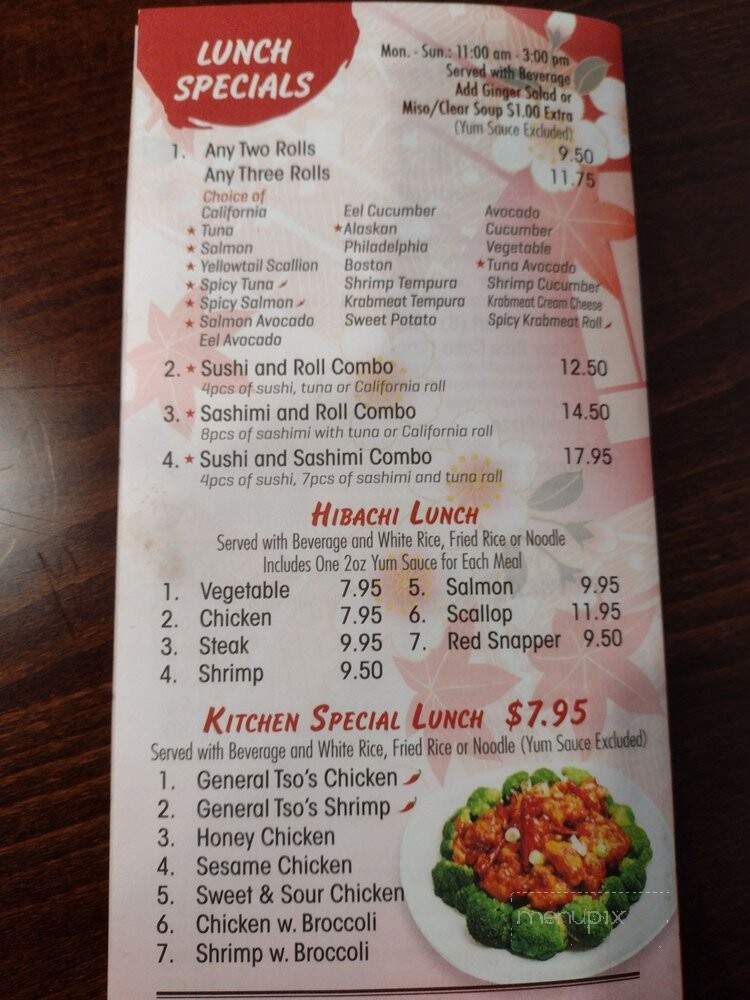 LUNCH
SPECIALS
Mon. - Sun.: 11:00 am - 3:00 pm
Served with Beverage
Add Ginger Salad or
Miso/Clear Soup $1.00 Extra
(Yum Sauce Excluded)
1. Any Two Rolls 9.50
Any Three Rolls 11.75
Choice of
California Eel Cucumber Avocado
★ Tuna ★ Alaskan Cucumber
★ Salmon Philadelphia Vegetable
★ Yellowtail Scallion Boston ★ Tuna Avocado
★ Spicy Tuna Shrimp Tempura Shrimp Cucumber
★ Spicy Salmon Krabmeat Tempura Krabmeat Cream Cheese
★ Salmon Avocado Sweet Potato Spicy Krabmeat Roll
Eel Avocado
2. ★ Sushi and Roll Combo 12.50
4pcs of sushi, tuna or California roll
3. ★ Sashimi and Roll Combo 14.50
8pcs of sashimi with tuna or California roll
4. ★ Sushi and Sashimi Combo 17.95
4pcs of sushi, 7pcs of sashimi and tuna roll
HIBACHI LUNCH
Served with Beverage and White Rice, Fried Rice or Noodle
Includes One 2oz Yum Sauce for Each Meal
1. Vegetable 7.95 5. Salmon 9.95
2. Chicken 7.95 6. Scallop 11.95
3. Steak 9.95 7. Red Snapper 9.50
4. Shrimp 9.50
KITCHEN SPECIAL LUNCH $7.95
Served with Beverage and White Rice, Fried Rice or Noodle (Yum Sauce Excluded)
1. General Tso's Chicken
2. General Tso's Shrimp
3. Honey Chicken
4. Sesame Chicken
5. Sweet & Sour Chicken
6. Chicken w. Broccoli
7. Shrimp w. Broccoli
menupix